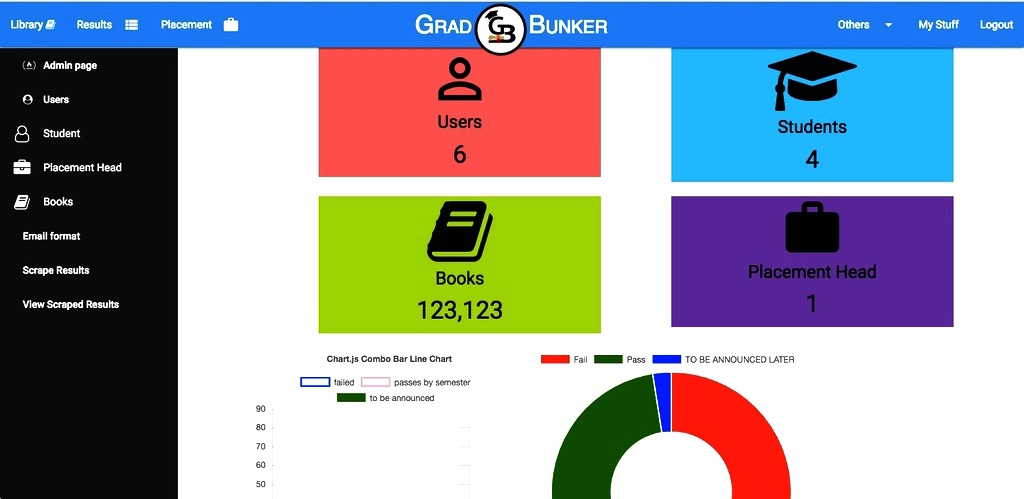 Library Results Placement GRAD GB BUNKER Others My Stuff Logout
Admin page
Users
Student
Placement Head
Books
Email format
Scrape Results
View Scraped Results
Users
6
Students
4
Books
123,123
Placement Head
1
Chart.js Combo Bar Line Chart
failed passes by semester
to be announced
90
80
70
60
50
Fail Pass TO BE ANNOUNCED LATER